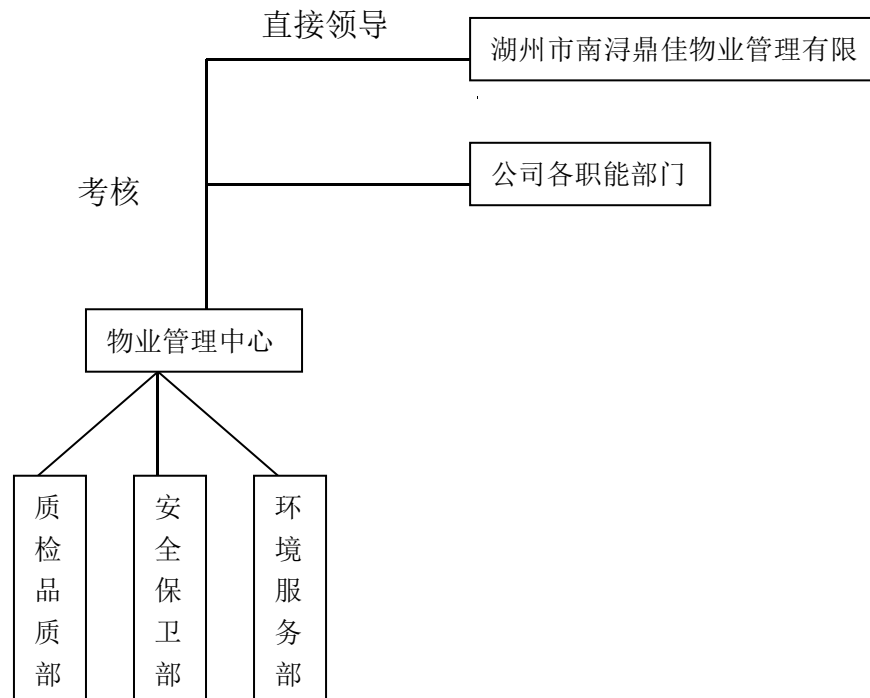 直接领导
湖州市南浔鼎佳物业管理有限
公司各职能部门
考核
物业管理中心
质检品质部
安全保卫部
环境服务部